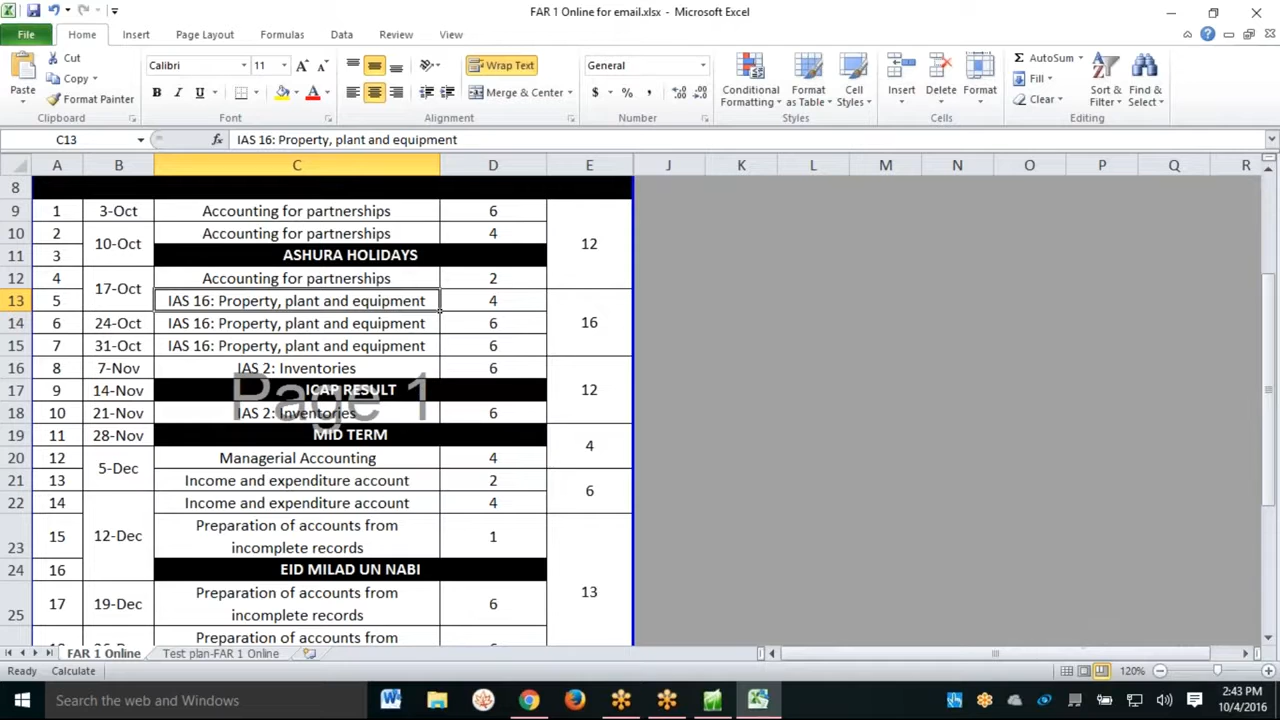 FAR 1 Online for email.xlsx - Microsoft Excel
File Home Insert Page Layout Formulas Data Review View
Paste
Cut
Copy
Format Painter
Clipboard
Calibri 11 A A
B I U A
Font
Wrap Text
Merge & Center
Alignment
General
$ % ,
Number
Conditional Formatting
Format as Table
Cell Styles
Styles
Insert Delete Format
Cells
Σ AutoSum
Fill
Clear
Sort & Filter
Find & Select
Editing
C13 fx IAS 16: Property, plant and equipment
A B C D E J K L M N O P Q R
8
9 1 3-Oct Accounting for partnerships 6
10 2 10-Oct Accounting for partnerships 4 12
11 3 ASHURA HOLIDAYS
12 4 17-Oct Accounting for partnerships 2
13 5 IAS 16: Property, plant and equipment 4
14 6 24-Oct IAS 16: Property, plant and equipment 6 16
15 7 31-Oct IAS 16: Property, plant and equipment 6
16 8 7-Nov IAS 2: Inventories 6
17 9 14-Nov ICAP RESULT 12
Page 1
18 10 21-Nov IAS 2: Inventories 6
19 11 28-Nov MID TERM 4
20 12 5-Dec Managerial Accounting 4
21 13 Income and expenditure account 2 6
22 14 Income and expenditure account 4
23 15 12-Dec Preparation of accounts from
incomplete records 1
24 16 EID MILAD UN NABI
25 17 19-Dec Preparation of accounts from
incomplete records 6 13
Preparation of accounts from
FAR 1 Online Test plan-FAR 1 Online
Ready Calculate 120%
Search the web and Windows
2:43 PM
10/4/2016